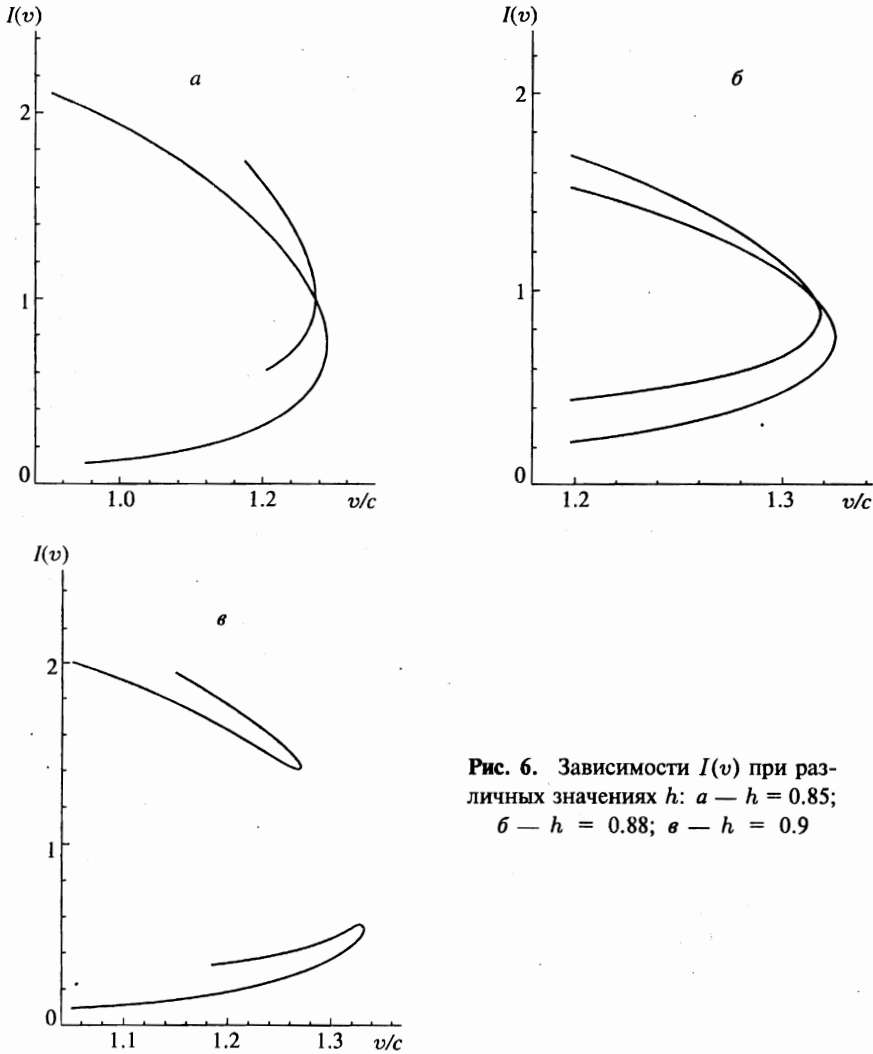 I(v)
а
2
1
0
1.0
1.2
v/c
I(v)
б
2
1
0
1.2
1.3
v/c
I(v)
в
2
1
0
1.1
1.2
1.3
v/c
Рис. 6. Зависимости I(v) при раз-
личных значениях h: а — h = 0.85;
б — h = 0.88; в — h = 0.9